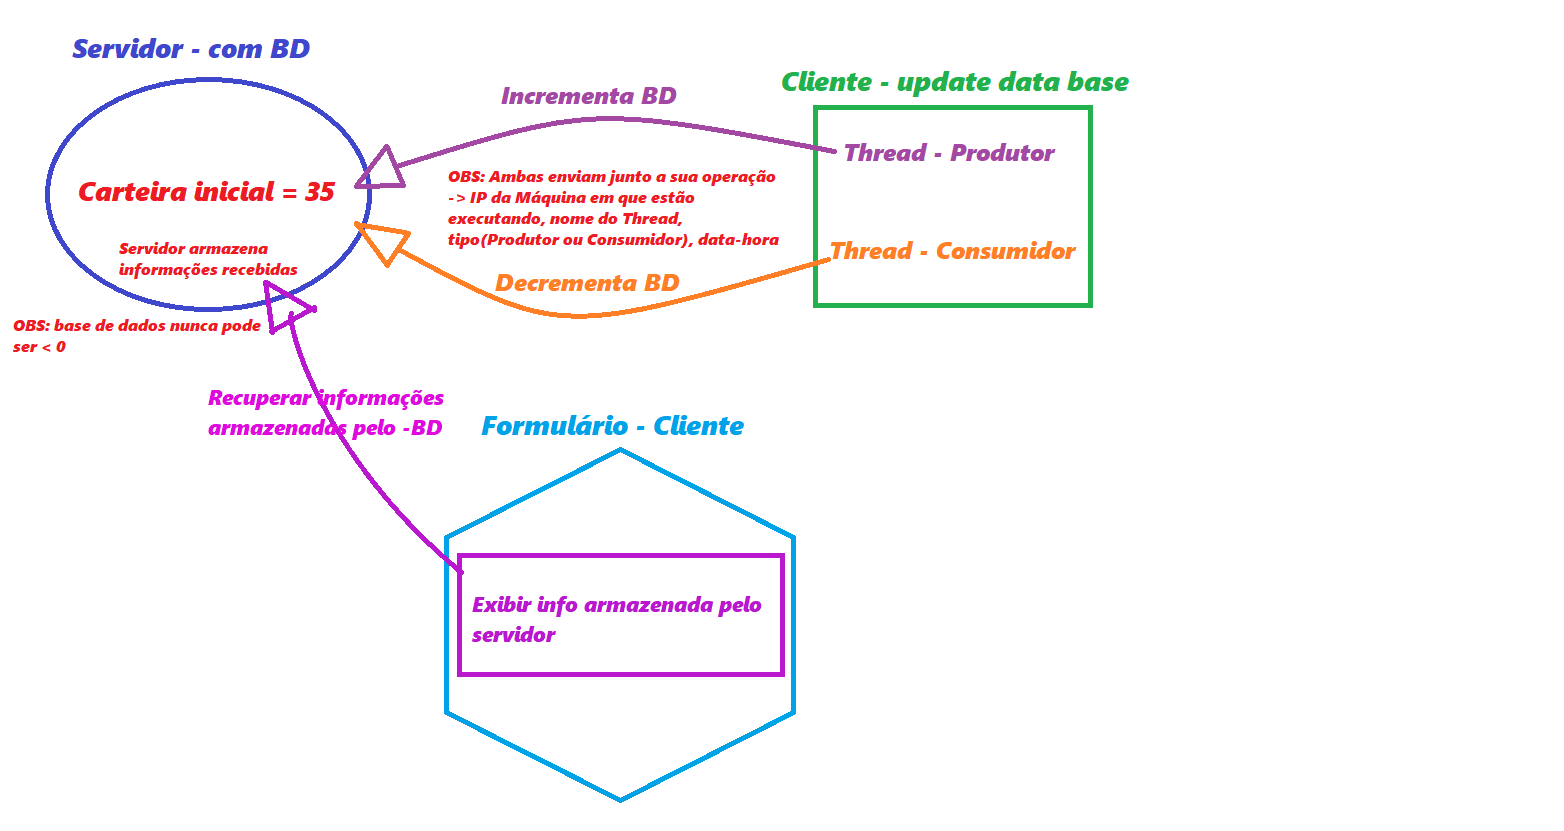 Servidor - com BD
Cliente - update data base
Incrementa BD
Thread - Produtor
OBS: Ambas enviam junto a sua operação
-> IP da Máquina em que estão
executando, nome do Thread,
tipo(Produtor ou Consumidor), data-hora
Carteira inicial = 35
Servidor armazena
informações recebidas
Thread - Consumidor
Decrementa BD
OBS: base de dados nunca pode
ser < 0
Recuperar informações
armazenadas pelo -BD
Formulário - Cliente
Exibir info armazenada pelo
servidor